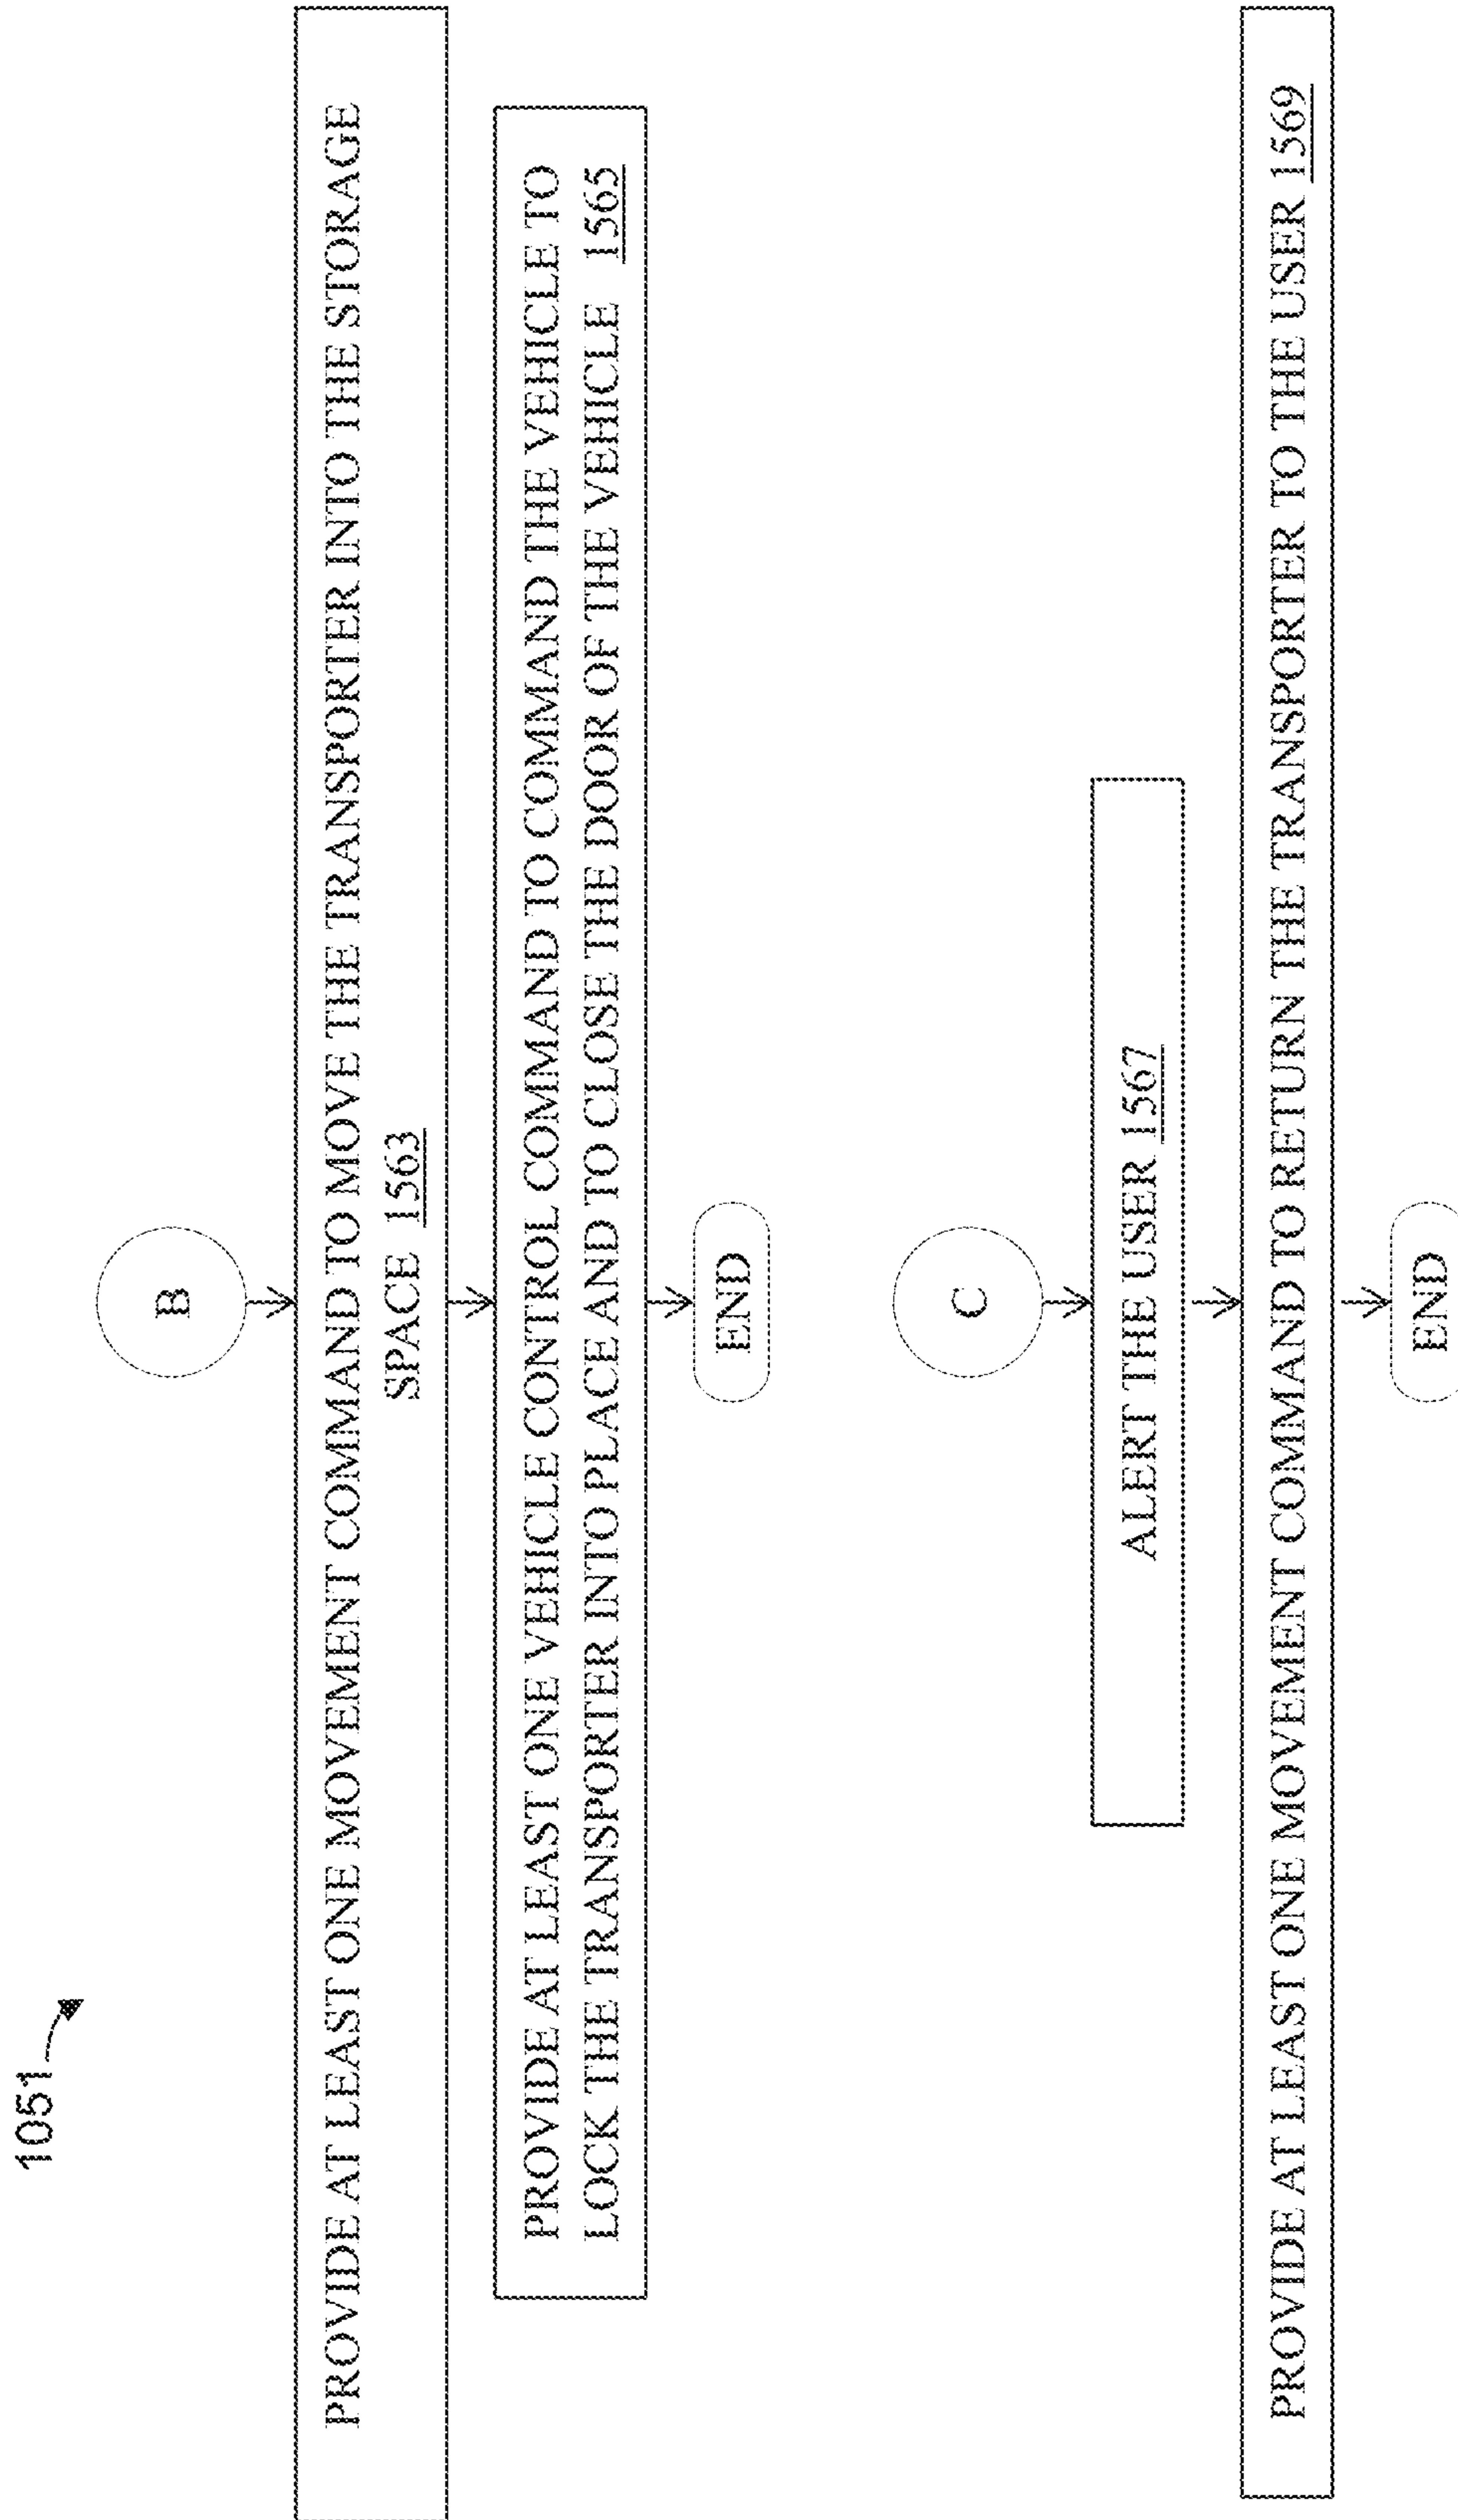 1051
B
PROVIDE AT LEAST ONE MOVEMENT COMMAND TO MOVE THE TRANSPORTER INTO THE STORAGE
SPACE 1563
PROVIDE AT LEAST ONE VEHICLE CONTROL COMMAND TO COMMAND THE VEHICLE TO
LOCK THE TRANSPORTER INTO PLACE AND TO CLOSE THE DOOR OF THE VEHICLE 1565
END
C
ALERT THE USER 1567
PROVIDE AT LEAST ONE MOVEMENT COMMAND TO RETURN THE TRANSPORTER TO THE USER 1569
END